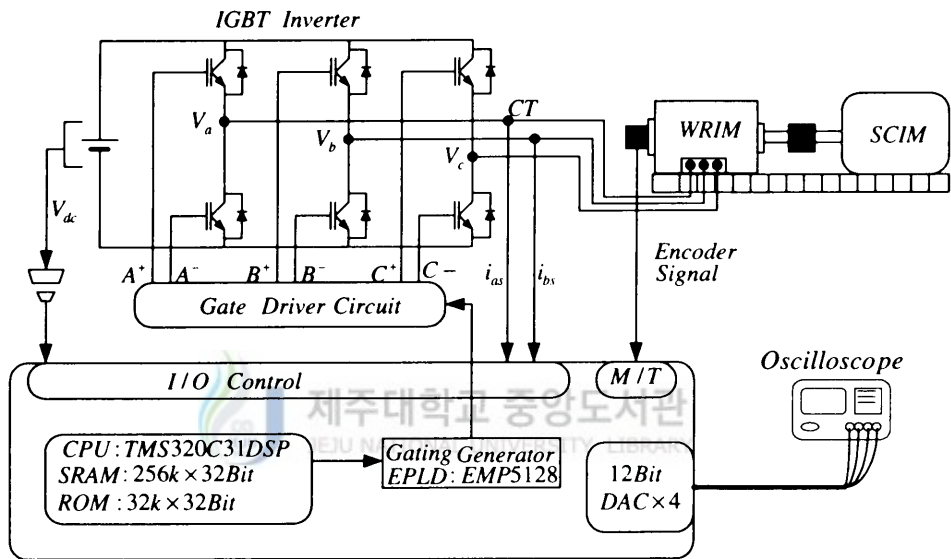 IGBT Inverter
V_a
V_b
V_c
CT
WRIM
SCIM
V_dc
A⁺ A⁻ B⁺ B⁻ C⁺ C −
i_as
i_bs
Encoder
Signal
Gate Driver Circuit
I/O Control
M/T
Oscilloscope
제주대학교 중앙도서관
JEJU NATIONAL UNIVERSITY LIBRARY
CPU : TMS320C31DSP
SRAM : 256k × 32Bit
ROM : 32k × 32Bit
Gating Generator
EPLD : EMP5128
12Bit
DAC × 4